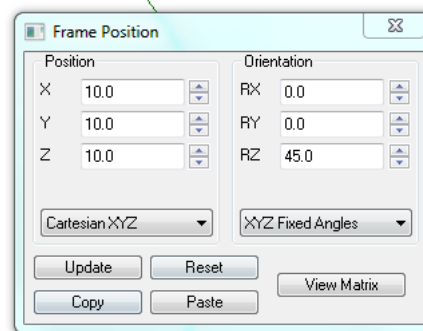 Frame Position
Position
X 10.0
Y 10.0
Z 10.0
Cartesian XYZ
Orientation
RX 0.0
RY 0.0
RZ 45.0
XYZ Fixed Angles
Update Reset
Copy Paste
View Matrix